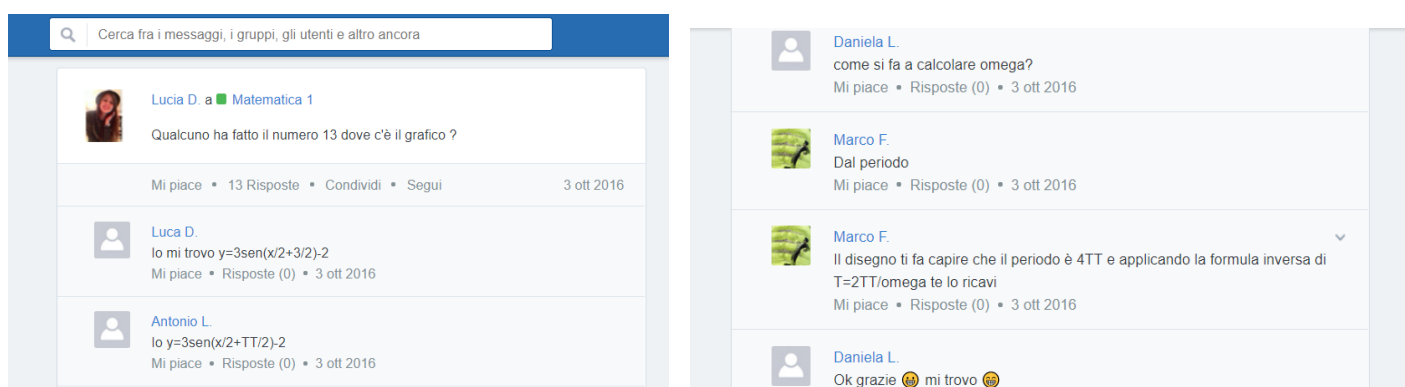 Cerca fra i messaggi, i gruppi, gli utenti e altro ancora
Lucia D. a Matematica 1
Qualcuno ha fatto il numero 13 dove c'è il grafico ?
Mi piace • 13 Risposte • Condividi • Segui 3 ott 2016
Luca D.
Io mi trovo y=3sen(x/2+3/2)-2
Mi piace • Risposte (0) • 3 ott 2016
Antonio L.
Io y=3sen(x/2+TT/2)-2
Mi piace • Risposte (0) • 3 ott 2016
Daniela L.
come si fa a calcolare omega?
Mi piace • Risposte (0) • 3 ott 2016
Marco F.
Dal periodo
Mi piace • Risposte (0) • 3 ott 2016
Marco F.
Il disegno ti fa capire che il periodo è 4TT e applicando la formula inversa di
T=2TT/omega te lo ricavi
Mi piace • Risposte (0) • 3 ott 2016
Daniela L.
Ok grazie 😀 mi trovo 😁